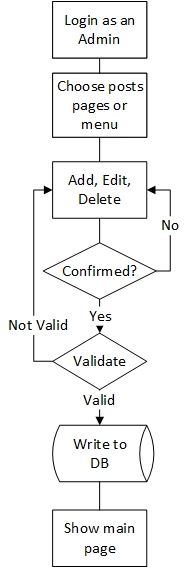 Login as an
Admin
Choose posts
pages or
menu
Add, Edit,
Delete
No
Confirmed?
Yes
Not Valid
Validate
Valid
Write to
DB
Show main
page